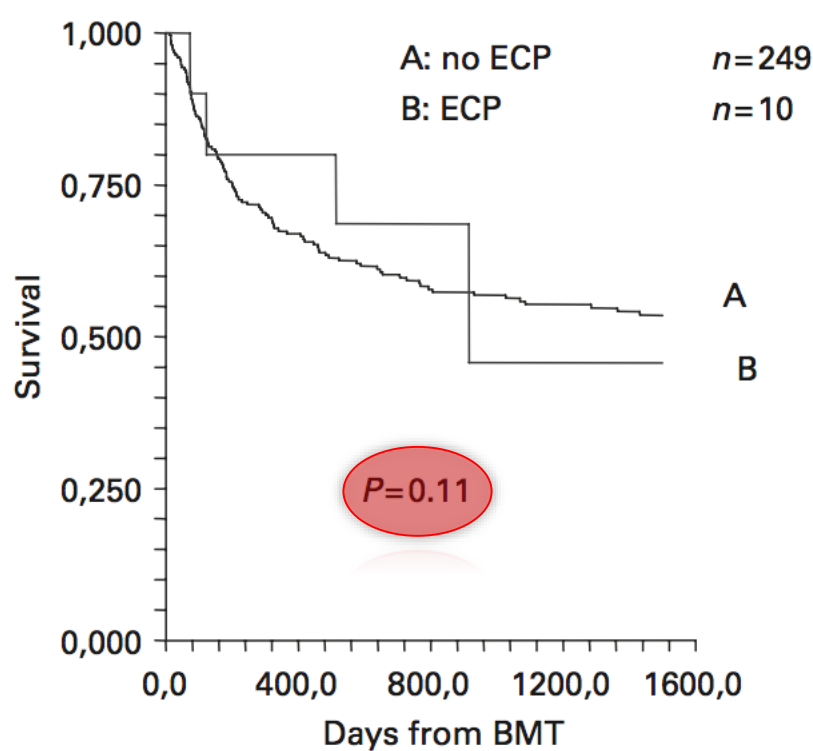 1,000
A: no ECP n=249
B: ECP n=10
0,750
A
0,500
B
Survival
0,250
P=0.11
0,000
0,0 400,0 800,0 1200,0 1600,0
Days from BMT